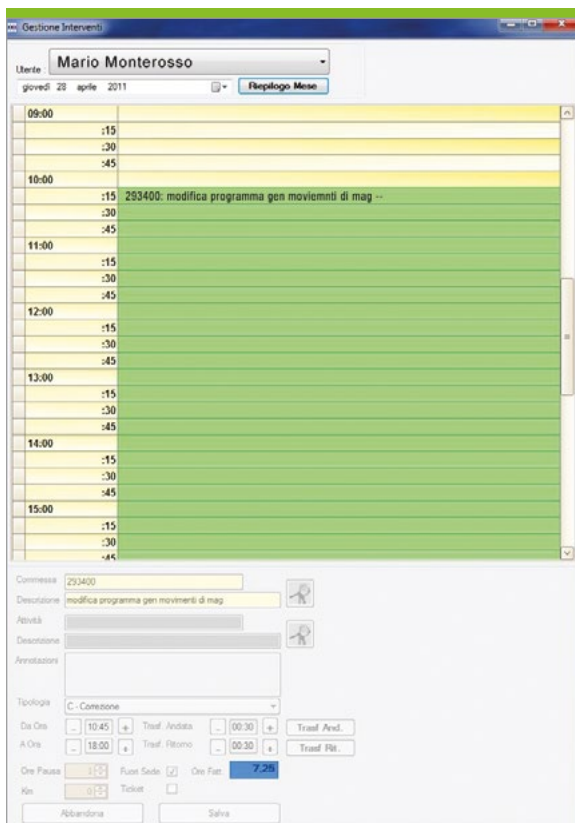 Gestione Interventi
Utente : Mario Monterosso
giovedì 28 aprile 2011 Riepilogo Mese
09:00
:15
:30
:45
10:00
:15 293400: modifica programma gen moviemnti di mag --
:30
:45
11:00
:15
:30
:45
12:00
:15
:30
:45
13:00
:15
:30
:45
14:00
:15
:30
:45
15:00
:15
:30
:45
Commessa 293400
Descrizione modifica programma gen movimenti di mag
Attività
Descrizione
Annotazioni
Tipologia C - Correzione
Da Ora - 10:45 + Trasf. Andata - 00:30 + Trasf And.
A Ora - 18:00 + Trasf. Ritorno - 00:30 + Trasf Rit.
Ore Pausa Fuori Sede Ore Fatt. 7,25
Km 0 Ticket
Abbandona Salva